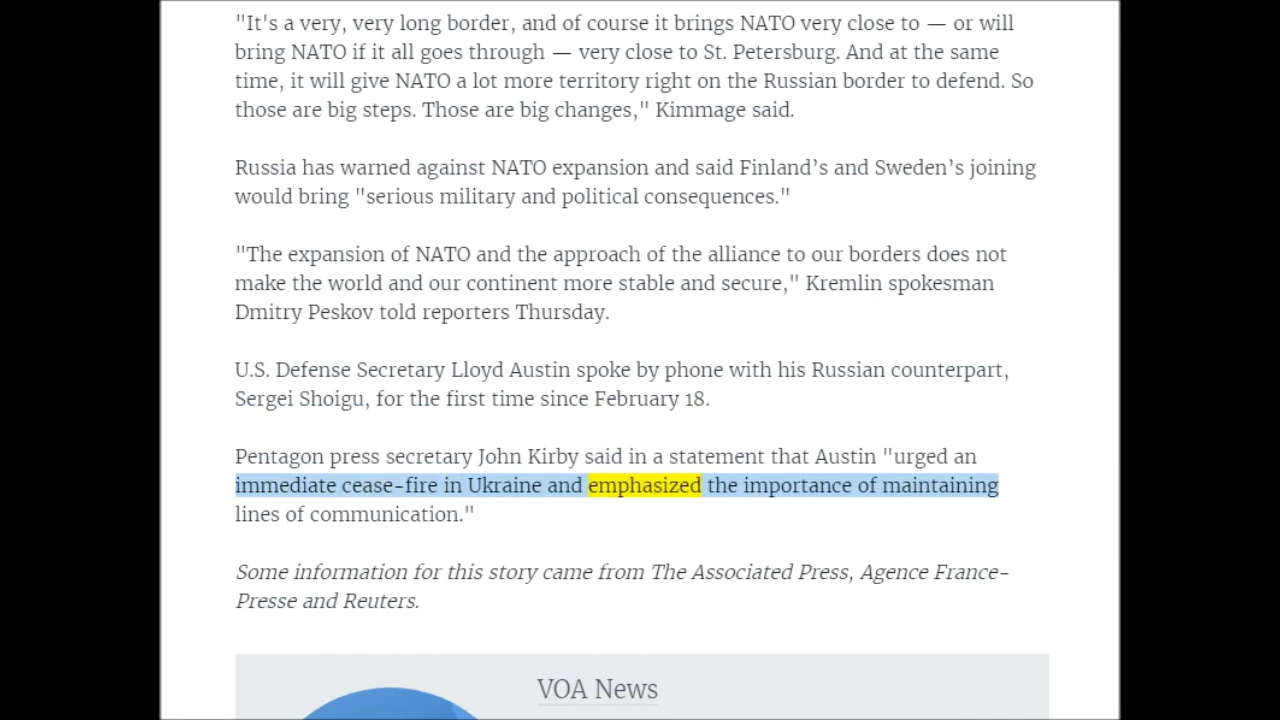 "It's a very, very long border, and of course it brings NATO very close to — or will
bring NATO if it all goes through — very close to St. Petersburg. And at the same
time, it will give NATO a lot more territory right on the Russian border to defend. So
those are big steps. Those are big changes," Kimmage said.
Russia has warned against NATO expansion and said Finland’s and Sweden’s joining
would bring "serious military and political consequences."
"The expansion of NATO and the approach of the alliance to our borders does not
make the world and our continent more stable and secure," Kremlin spokesman
Dmitry Peskov told reporters Thursday.
U.S. Defense Secretary Lloyd Austin spoke by phone with his Russian counterpart,
Sergei Shoigu, for the first time since February 18.
Pentagon press secretary John Kirby said in a statement that Austin "urged an
immediate cease-fire in Ukraine and emphasized the importance of maintaining
lines of communication."
Some information for this story came from The Associated Press, Agence France-
Presse and Reuters.
VOA News